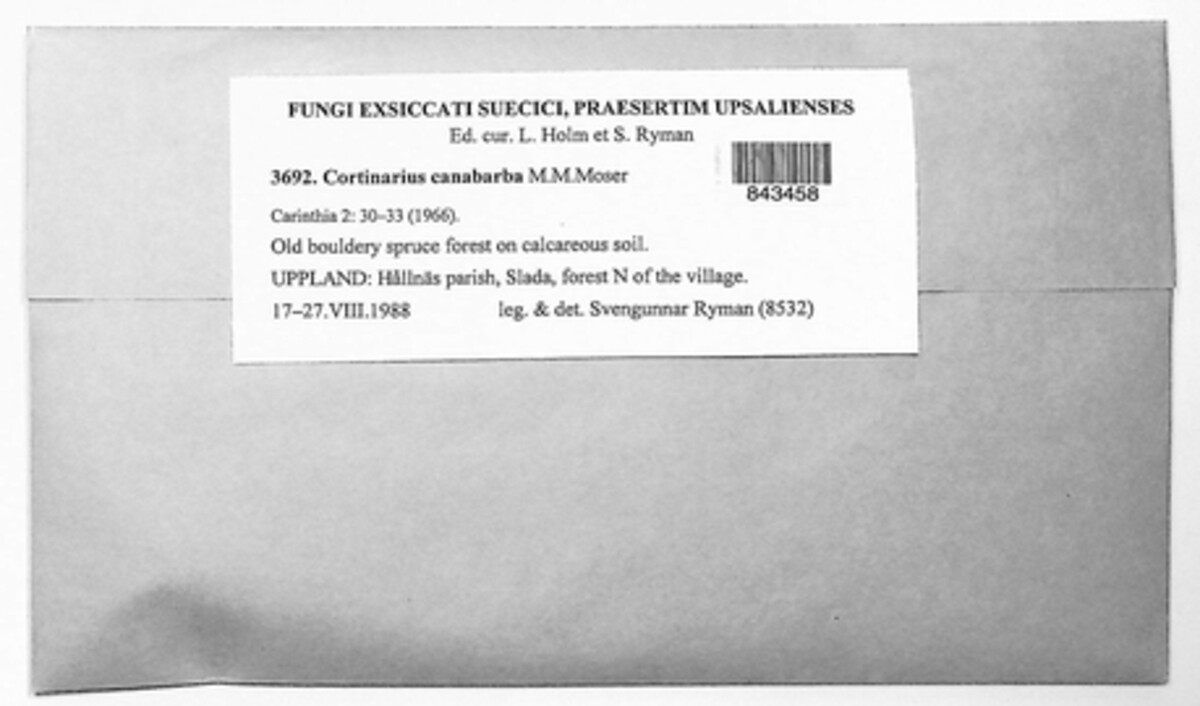 FUNGI EXSICCATI SUECICI, PRAESERTIM UPSALIENSES
Ed. cur. L. Holm et S. Ryman
3692. Cortinarius canabarba M.M.Moser
843458
Carinthia 2: 30–33 (1966).
Old bouldery spruce forest on calcareous soil.
UPPLAND: Hållnäs parish, Slada, forest N of the village.
17–27.VIII.1988 leg. & det. Svengunnar Ryman (8532)